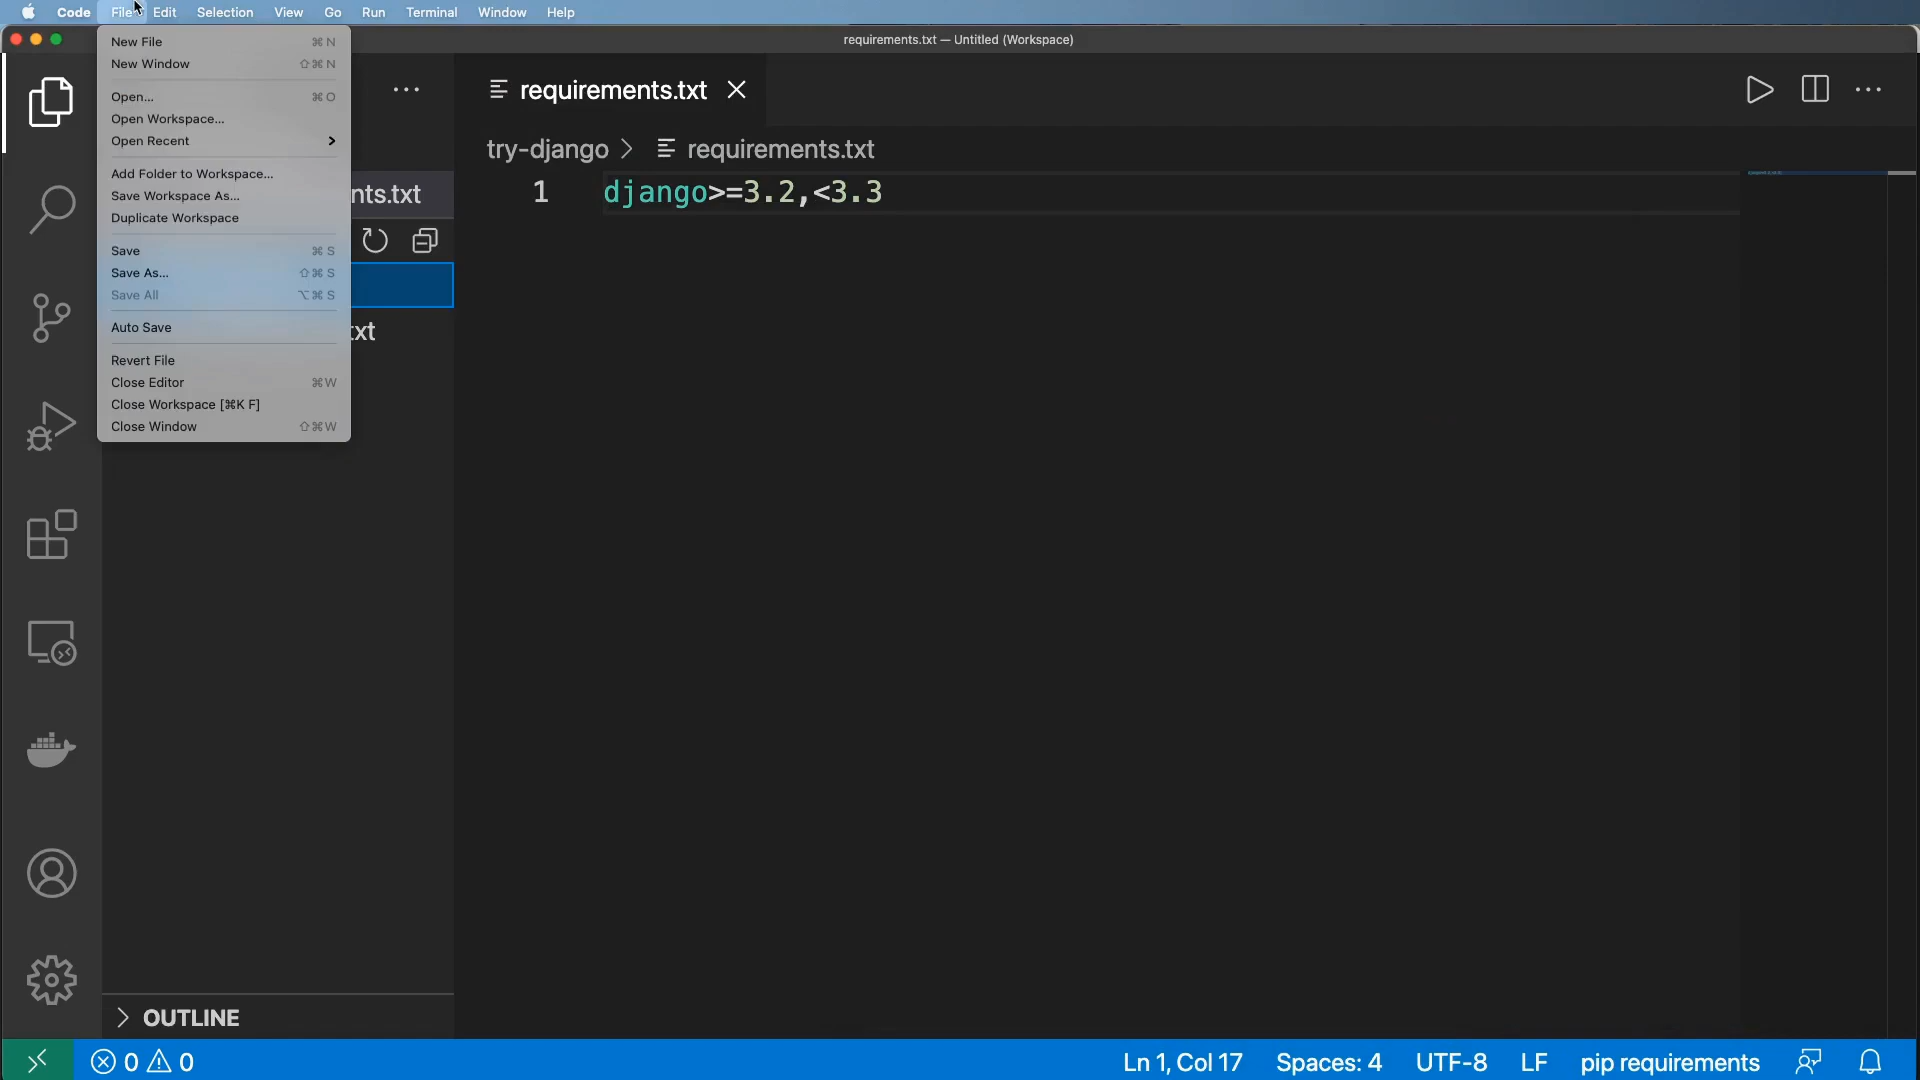 Code File Edit Selection View Go Run Terminal Window Help
requirements.txt — Untitled (Workspace)
New File ⌘ N
New Window ⇧ ⌘ N
Open... ⌘ O
Open Workspace...
Open Recent
Add Folder to Workspace...
Save Workspace As...
Duplicate Workspace
Save ⌘ S
Save As... ⇧ ⌘ S
Save All ⌥ ⌘ S
Auto Save
Revert File
Close Editor ⌘ W
Close Workspace [⌘K F]
Close Window ⇧ ⌘ W
nts.txt
xt
OUTLINE
requirements.txt
try-django > requirements.txt
1 django>=3.2,<3.3
0 0 Ln 1, Col 17 Spaces: 4 UTF-8 LF pip requirements